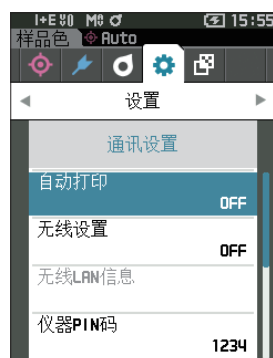 I+E M 15:55
样品色 Auto
设置
通讯设置
自动打印
OFF
无线设置
OFF
无线LAN信息
仪器PIN码
1234